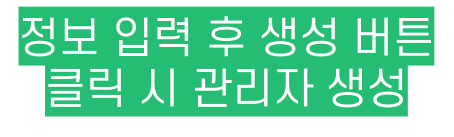 정보 입력 후 생성 버튼
클릭 시 관리자 생성